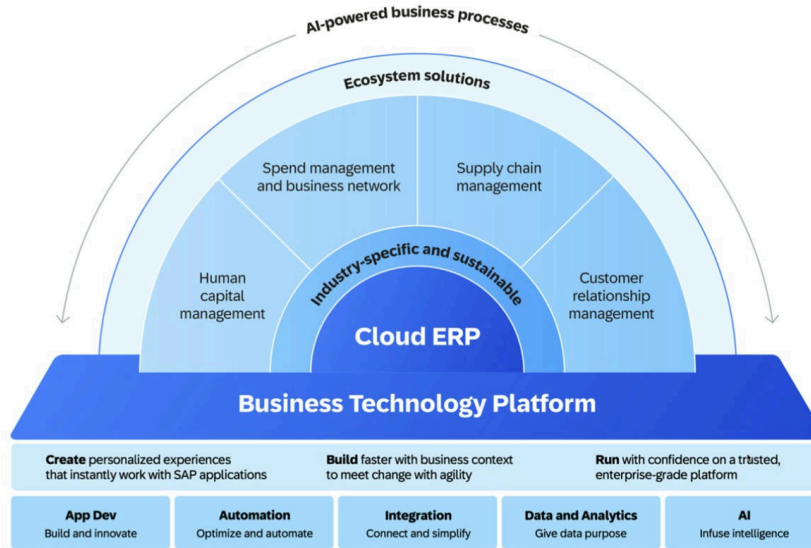 AI-powered business processes
Ecosystem solutions
Spend management
and business network
Supply chain
management
Human
capital
management
Industry-specific and sustainable
Customer
relationship
management
Cloud ERP
Business Technology Platform
Create personalized experiences
that instantly work with SAP applications
Build faster with business context
to meet change with agility
Run with confidence on a trusted,
enterprise-grade platform
App Dev
Build and innovate
Automation
Optimize and automate
Integration
Connect and simplify
Data and Analytics
Give data purpose
AI
Infuse intelligence